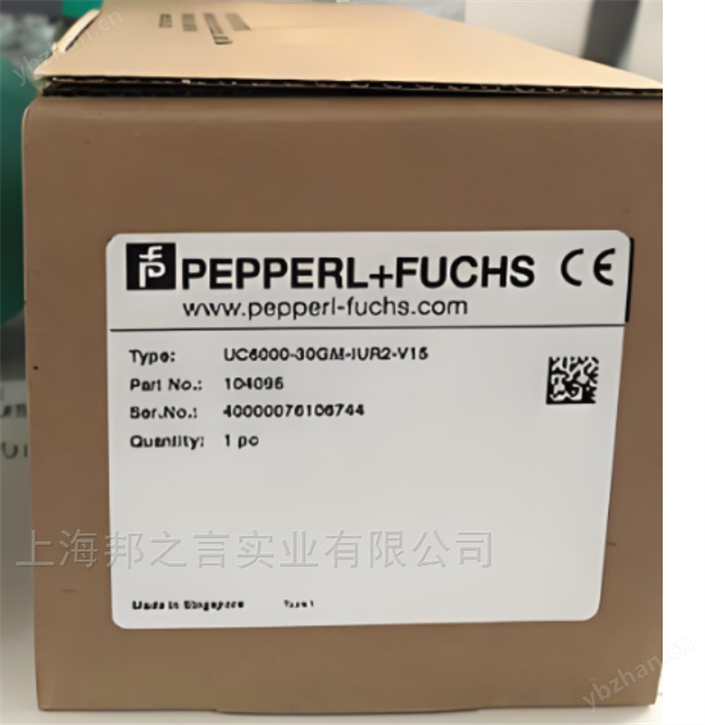 PEPPERL+FUCHS CE
www.pepperl-fuchs.com
Type: UC6000-30GM-IUR2-V15
Part No.: 104096
Ser.No.: 40000076106744
Quantity: 1 pc
上海邦之言实业有限公司
Made in Singapore
ybzhan.cn